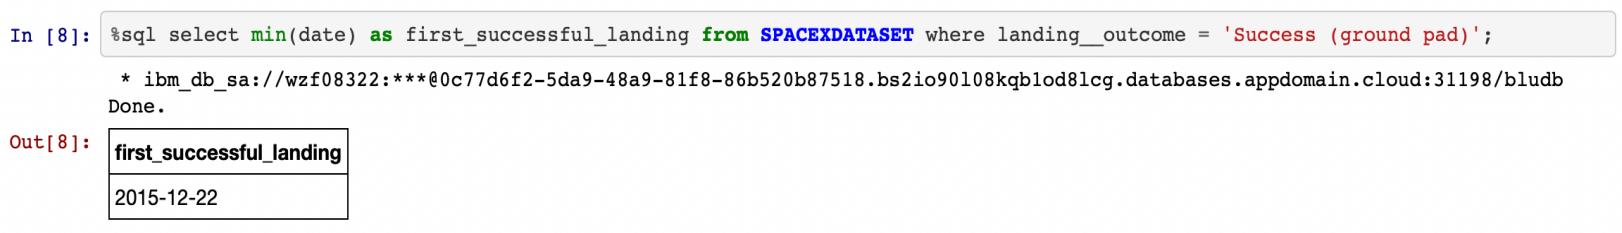 In [8]: %sql select min(date) as first_successful_landing from SPACEXDATASET where landing__outcome = 'Success (ground pad)';
* ibm_db_sa://wzf08322:***@0c77d6f2-5da9-48a9-81f8-86b520b87518.bs2io90l08kqb1od8lcg.databases.appdomain.cloud:31198/bludb
Done.
Out[8]: first_successful_landing
2015-12-22